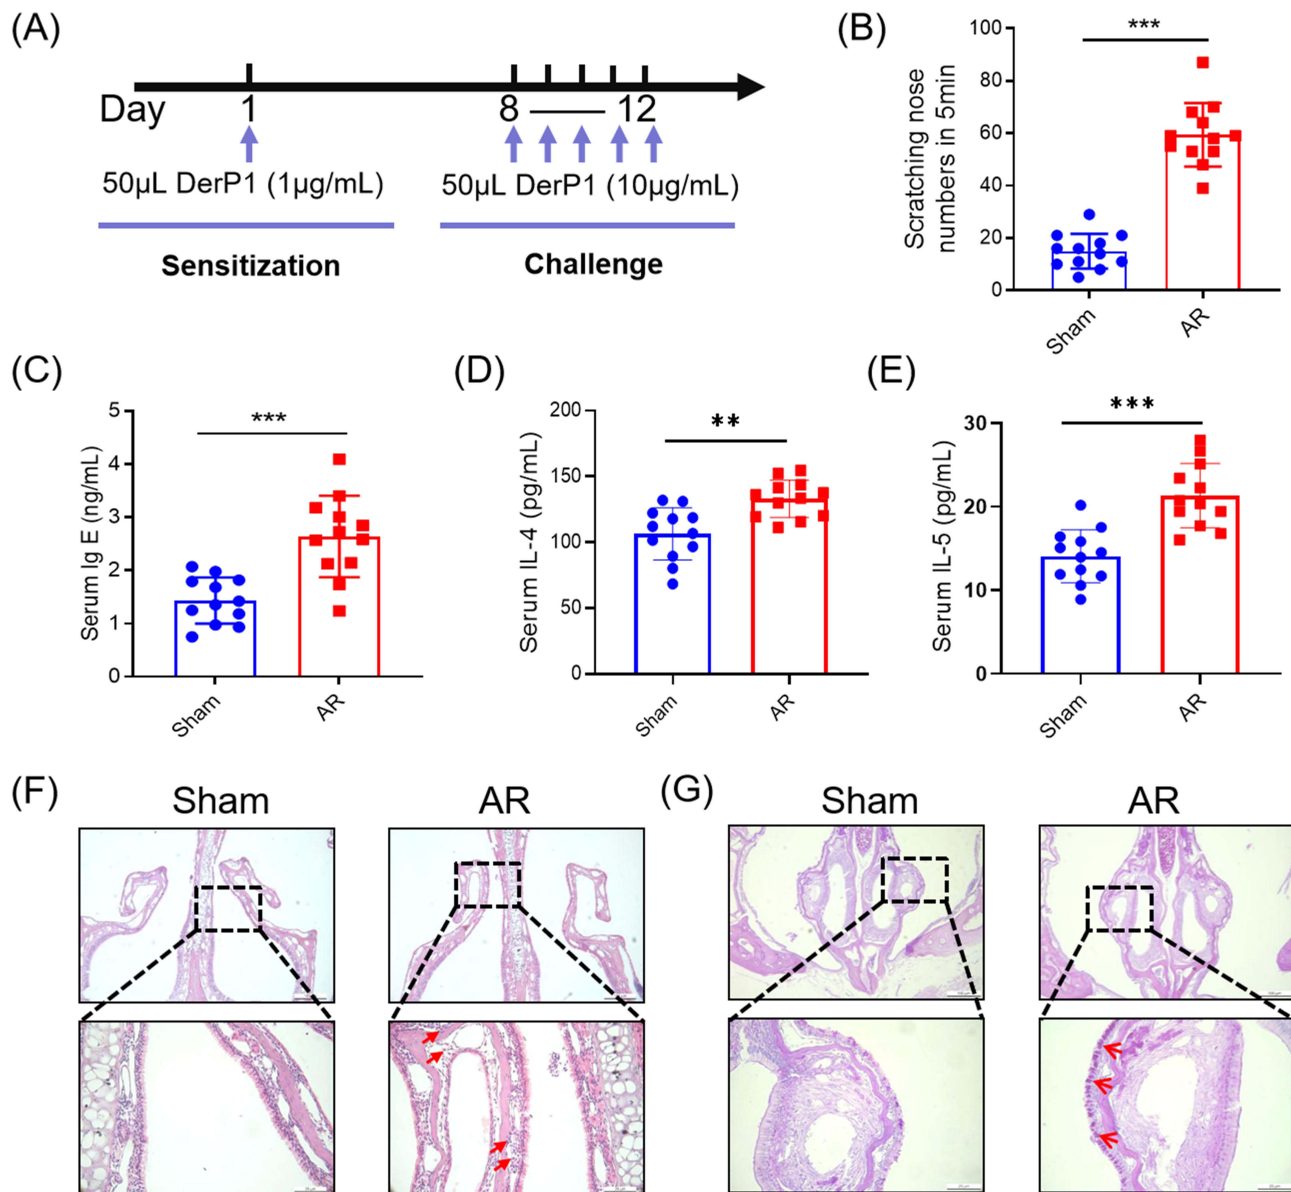 (A)
Day 1 8 12
50µL DerP1 (1µg/mL) 50µL DerP1 (10µg/mL)
Sensitization Challenge
(B)
Scratching nose
numbers in 5min
100
80
60
40
20
0
***
Sham
AR
(C)
Serum Ig E (ng/mL)
5
4
3
2
1
0
***
Sham
AR
(D)
Serum IL-4 (pg/mL)
200
150
100
50
0
**
Sham
AR
(E)
Serum IL-5 (pg/mL)
30
20
10
0
***
Sham
AR
(F)
Sham AR
(G)
Sham AR